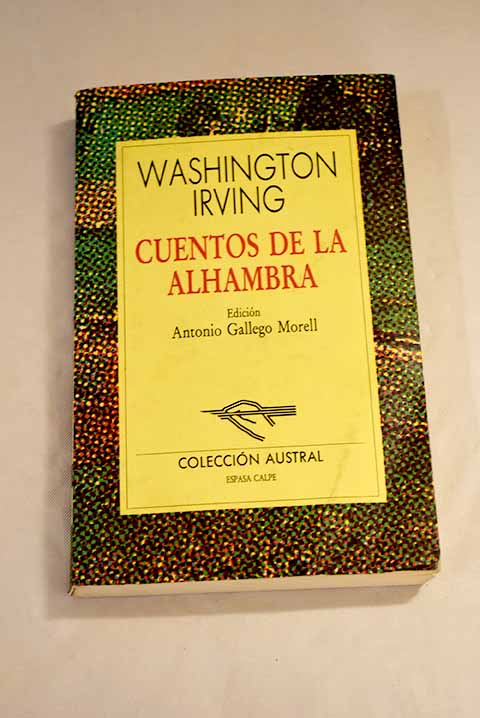 WASHINGTON
IRVING
CUENTOS DE LA
ALHAMBRA
Edición
Antonio Gallego Morell
COLECCIÓN AUSTRAL
ESPASA CALPE